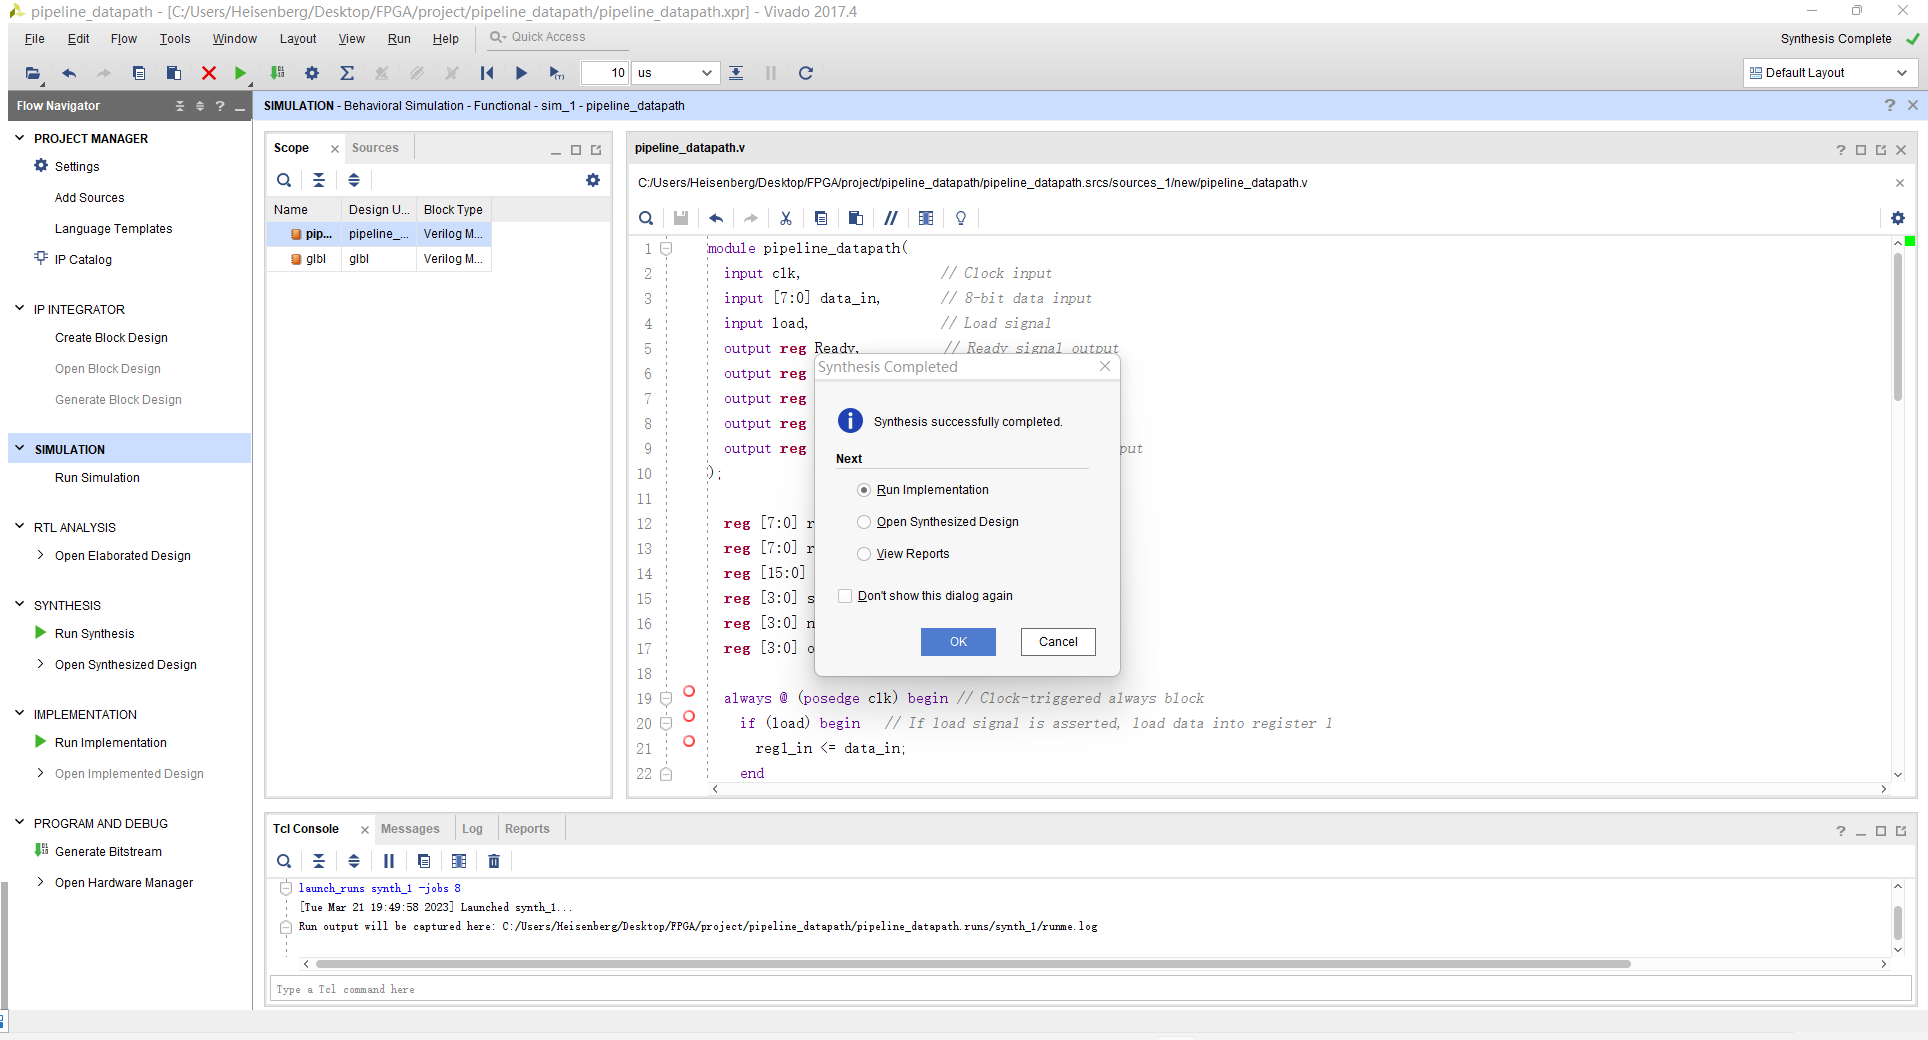 pipeline_datapath - [C:/Users/Heisenberg/Desktop/FPGA/project/pipeline_datapath/pipeline_datapath.xpr] - Vivado 2017.4
File Edit Flow Tools Window Layout View Run Help Quick Access
Synthesis Complete
10 us
Default Layout
Flow Navigator
SIMULATION - Behavioral Simulation - Functional - sim_1 - pipeline_datapath
PROJECT MANAGER
Settings
Add Sources
Language Templates
IP Catalog
IP INTEGRATOR
Create Block Design
Open Block Design
Generate Block Design
SIMULATION
Run Simulation
RTL ANALYSIS
Open Elaborated Design
SYNTHESIS
Run Synthesis
Open Synthesized Design
IMPLEMENTATION
Run Implementation
Open Implemented Design
PROGRAM AND DEBUG
Generate Bitstream
Open Hardware Manager
Scope Sources
Name Design U... Block Type
pip... pipeline_... Verilog M...
glbl glbl Verilog M...
pipeline_datapath.v
C:/Users/Heisenberg/Desktop/FPGA/project/pipeline_datapath/pipeline_datapath.srcs/sources_1/new/pipeline_datapath.v
1 module pipeline_datapath(
2 input clk, // Clock input
3 input [7:0] data_in, // 8-bit data input
4 input load, // Load signal
5 output reg Ready, // Ready signal output
6 output reg
7 output reg
8 output reg
9 output reg put
10 );
11
12 reg [7:0] r
13 reg [7:0] r
14 reg [15:0]
15 reg [3:0] s
16 reg [3:0] n
17 reg [3:0] o
18
19 always @ (posedge clk) begin // Clock-triggered always block
20 if (load) begin // If load signal is asserted, load data into register 1
21 reg1_in <= data_in;
22 end
Synthesis Completed
Synthesis successfully completed.
Next
Run Implementation
Open Synthesized Design
View Reports
Don't show this dialog again
OK Cancel
Tcl Console Messages Log Reports
launch_runs synth_1 -jobs 8
[Tue Mar 21 19:49:58 2023] Launched synth_1...
Run output will be captured here: C:/Users/Heisenberg/Desktop/FPGA/project/pipeline_datapath/pipeline_datapath.runs/synth_1/runme.log
Type a Tcl command here